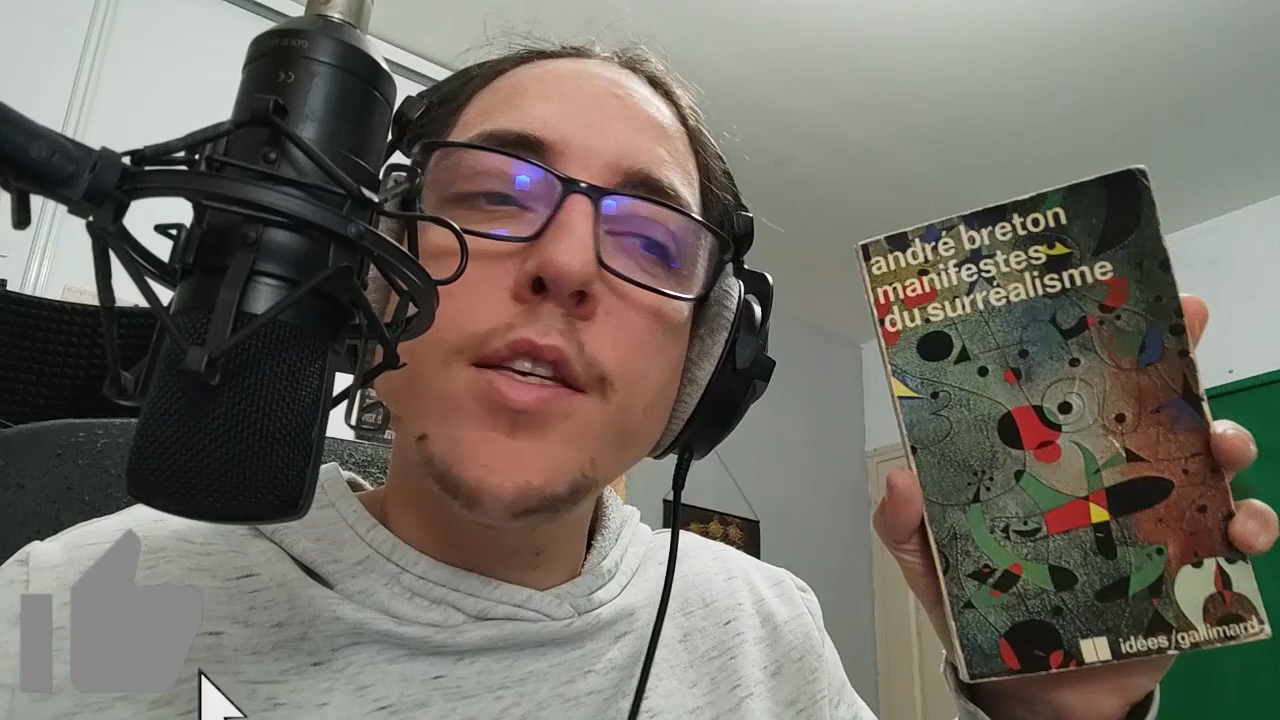 andré breton
manifestes
du surréalisme
idées/gallimard